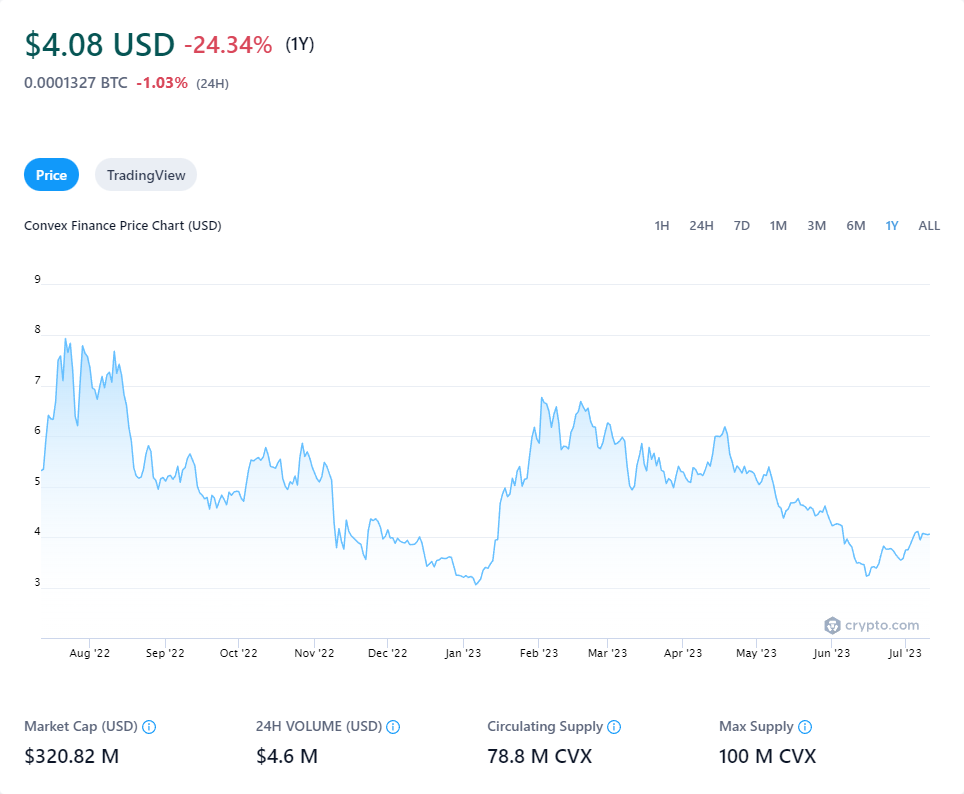 $4.08 USD -24.34% (1Y)
0.0001327 BTC -1.03% (24H)
Price TradingView
Convex Finance Price Chart (USD) 1H 24H 7D 1M 3M 6M 1Y ALL
9
8
7
6
5
4
3
crypto.com
Aug '22 Sep '22 Oct '22 Nov '22 Dec '22 Jan '23 Feb '23 Mar '23 Apr '23 May '23 Jun '23 Jul '23
Market Cap (USD) 24H VOLUME (USD) Circulating Supply Max Supply
$320.82 M $4.6 M 78.8 M CVX 100 M CVX